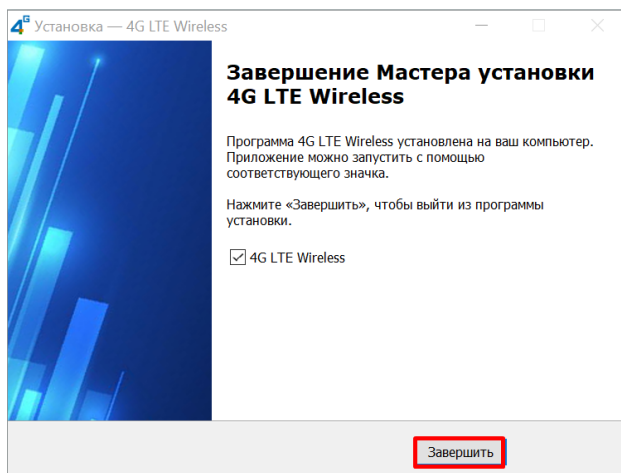 4G Установка — 4G LTE Wireless
Завершение Мастера установки
4G LTE Wireless
Программа 4G LTE Wireless установлена на ваш компьютер.
Приложение можно запустить с помощью
соответствующего значка.
Нажмите «Завершить», чтобы выйти из программы
установки.
4G LTE Wireless
Завершить